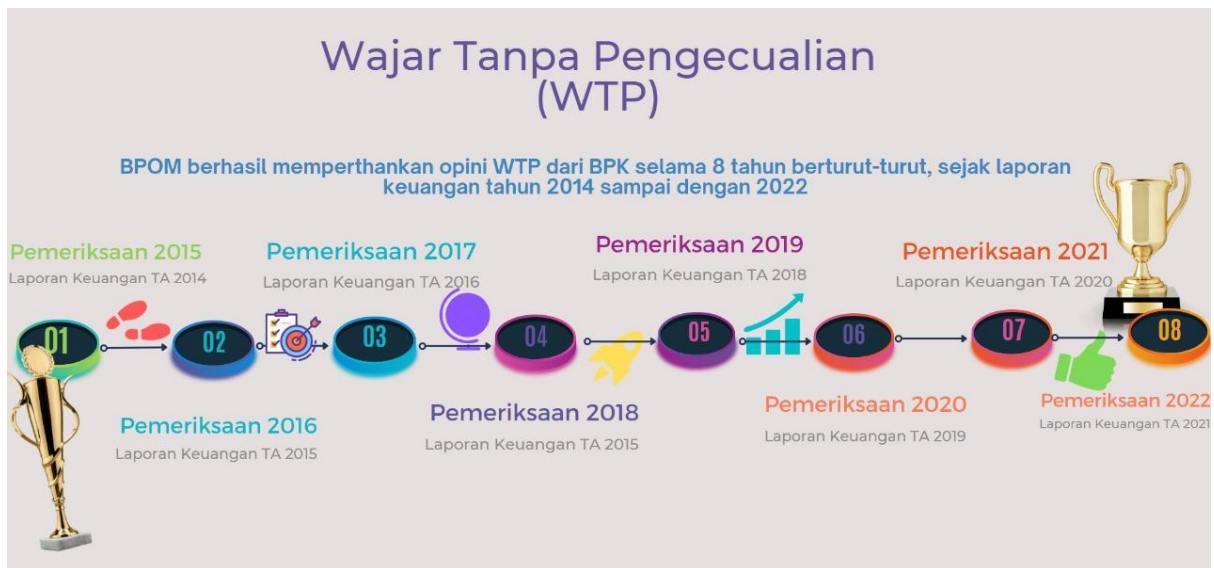 Wajar Tanpa Pengecualian
(WTP)
BPOM berhasil memperthankan opini WTP dari BPK selama 8 tahun berturut-turut, sejak laporan
keuangan tahun 2014 sampai dengan 2022
Pemeriksaan 2015
Laporan Keuangan TA 2014
Pemeriksaan 2017
Laporan Keuangan TA 2016
Pemeriksaan 2019
Laporan Keuangan TA 2018
Pemeriksaan 2021
Laporan Keuangan TA 2020
01
02
03
04
05
06
07
08
Pemeriksaan 2016
Laporan Keuangan TA 2015
Pemeriksaan 2018
Laporan Keuangan TA 2015
Pemeriksaan 2020
Laporan Keuangan TA 2019
Pemeriksaan 2022
Laporan Keuangan TA 2021